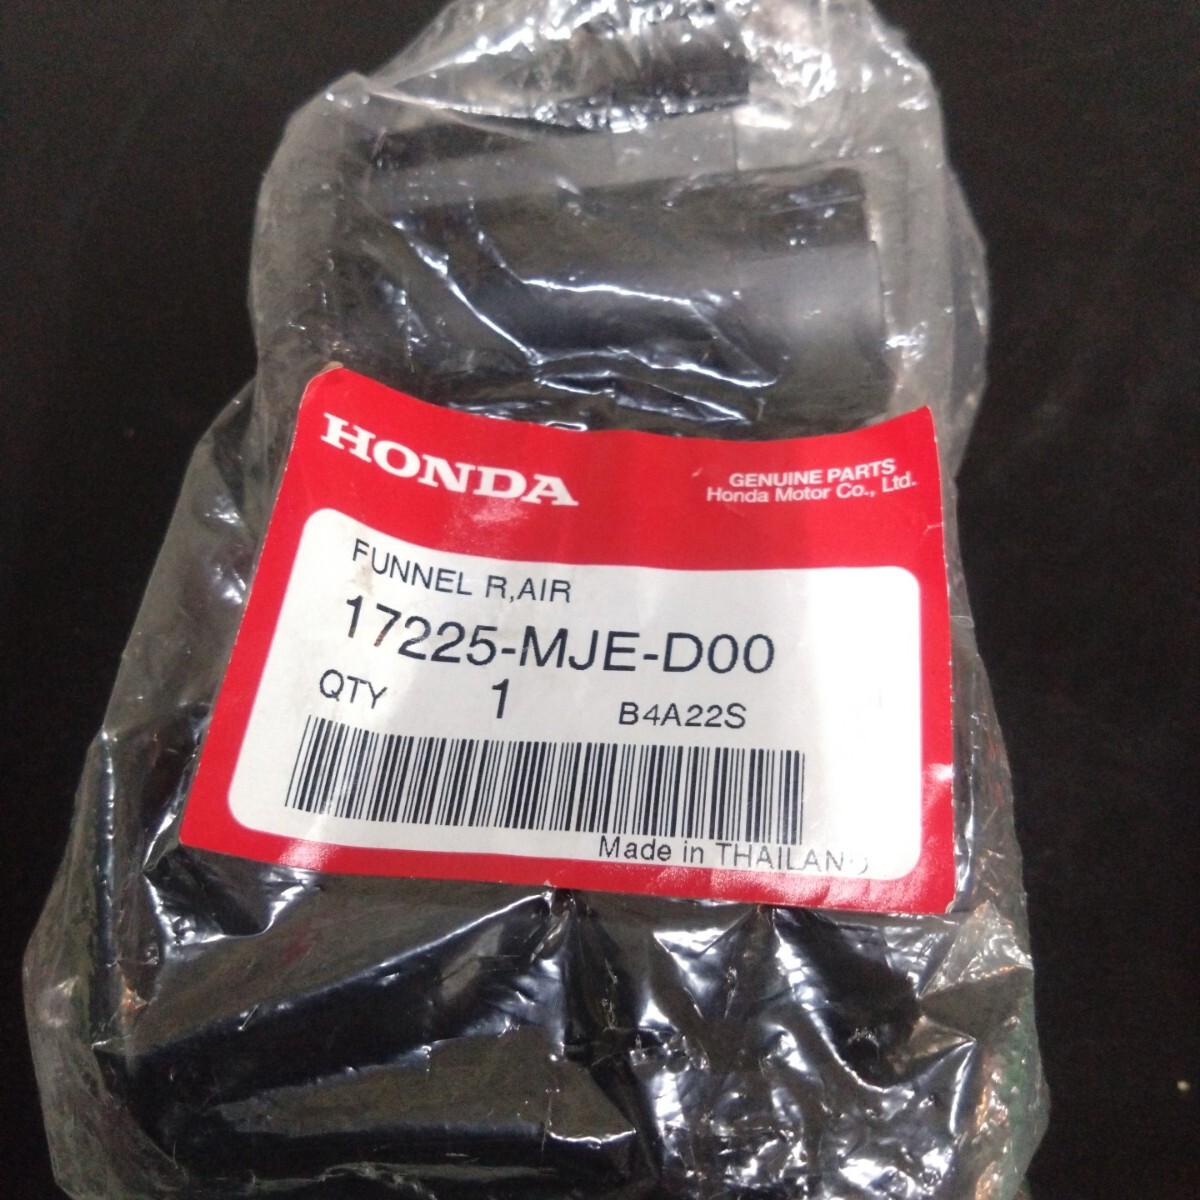 HONDA
GENUINE PARTS
Honda Motor Co., Ltd.
FUNNEL R,AIR
17225-MJE-D00
QTY 1 B4A22S
Made in THAILAND